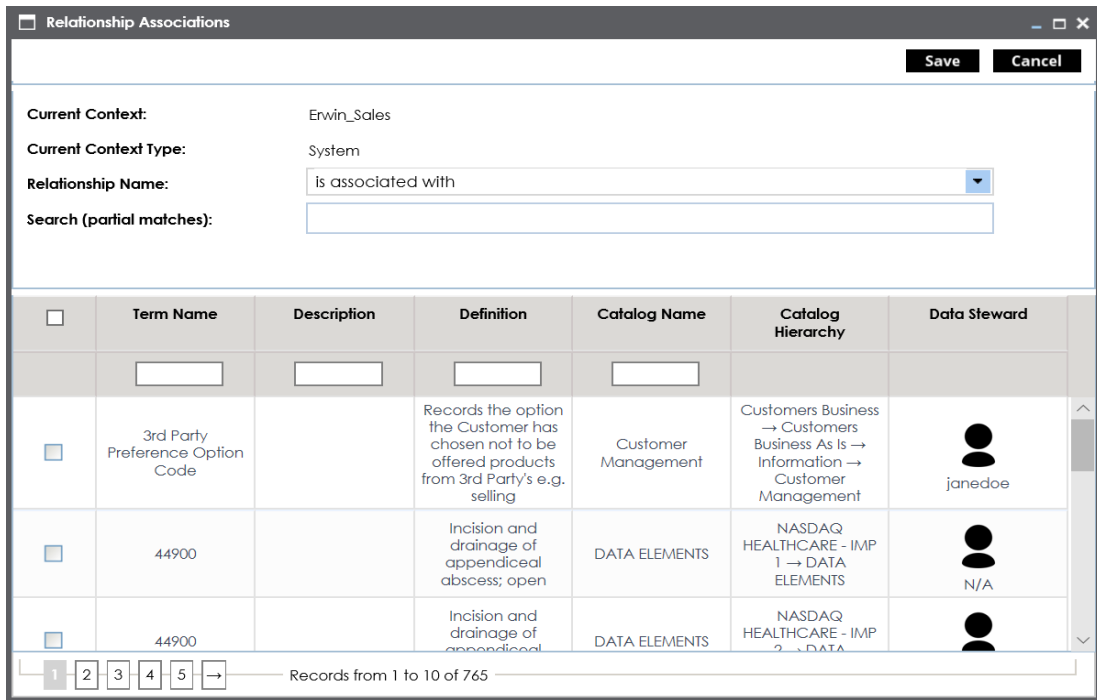 Relationship Associations
Save Cancel
Current Context: Erwin_Sales
Current Context Type: System
Relationship Name: is associated with
Search (partial matches):
Term Name Description Definition Catalog Name Catalog Hierarchy Data Steward
3rd Party
Preference Option
Code
Records the option
the Customer has
chosen not to be
offered products
from 3rd Party's e.g.
selling
Customer
Management
Customers Business
→ Customers
Business As Is →
Information →
Customer
Management
janedoe
44900
Incision and
drainage of
appendiceal
abscess; open
DATA ELEMENTS
NASDAQ
HEALTHCARE - IMP
1 → DATA
ELEMENTS
N/A
44900
Incision and
drainage of
appendiceal
DATA ELEMENTS
NASDAQ
HEALTHCARE - IMP
2 → DATA
1 2 3 4 5 → Records from 1 to 10 of 765